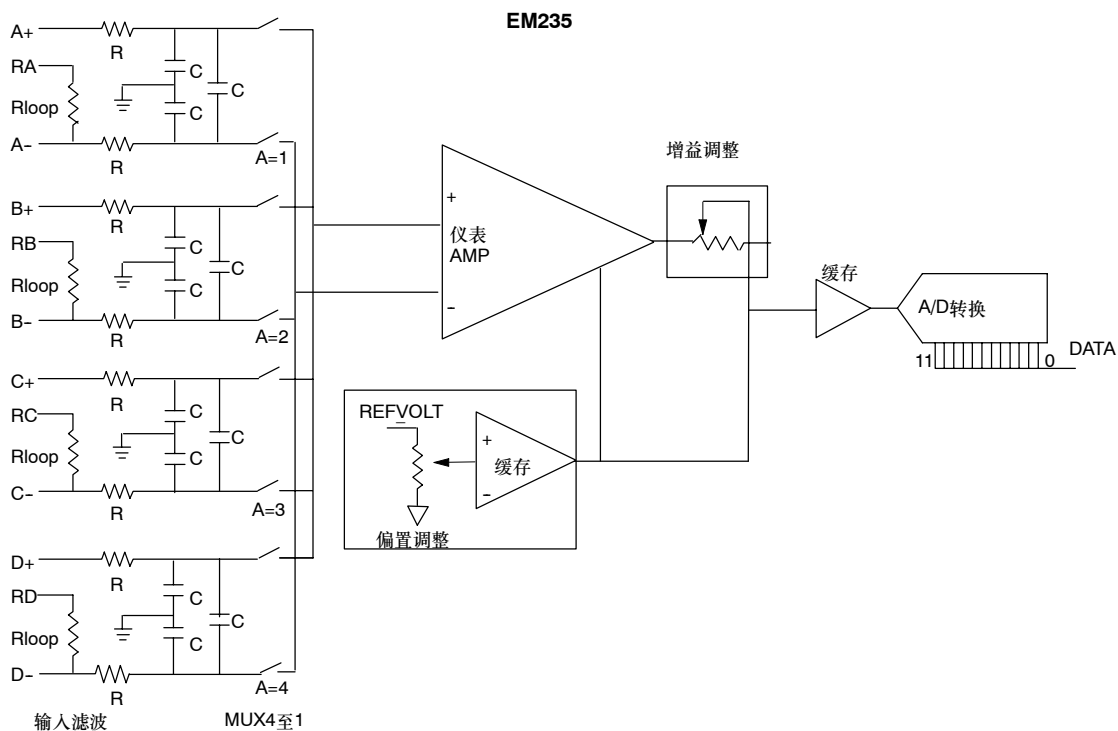 EM235
A+
R
RA
C
C
Rloop
C
A-
R
A=1
B+
R
RB
C
C
Rloop
C
B-
R
A=2
C+
R
RC
C
C
Rloop
C
C-
R
A=3
D+
R
RD
C
C
Rloop
C
D-
R
A=4
输入滤波
MUX4至1
+
仪表
AMP
-
增益调整
REFVOLT
+
缓存
-
偏置调整
缓存
A/D转换
11
0
DATA